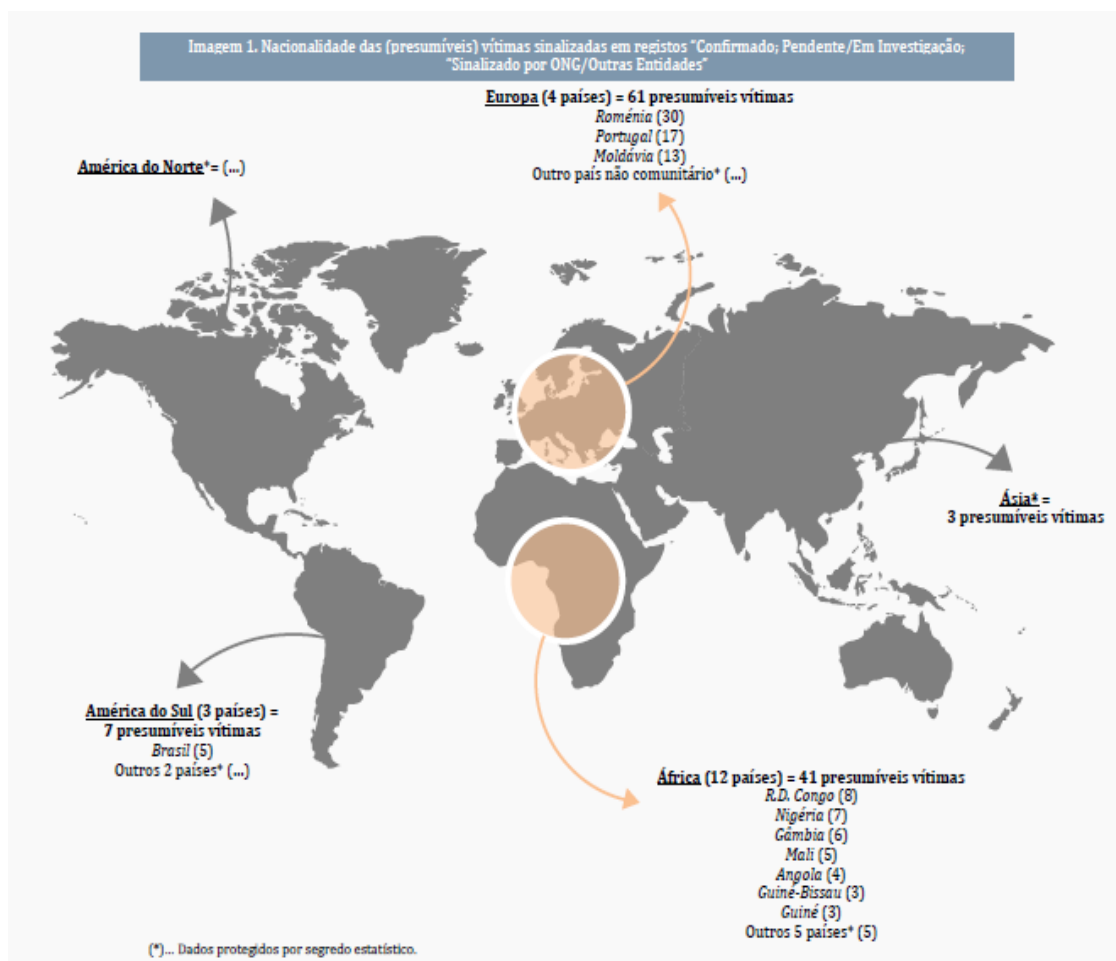 Imagem 1. Nacionalidade das (presumíveis) vítimas sinalizadas em registos "Confirmado; Pendente/Em Investigação;
"Sinalizado por ONG/Outras Entidades"
Europa (4 países) = 61 presumíveis vítimas
Roménia (30)
Portugal (17)
Moldávia (13)
Outro país não comunitário* (...)
América do Norte*= (...)
Ásia* =
3 presumíveis vítimas
América do Sul (3 países) =
7 presumíveis vítimas
Brasil (5)
Outros 2 países* (...)
África (12 países) = 41 presumíveis vítimas
R.D. Congo (8)
Nigéria (7)
Gâmbia (6)
Mali (5)
Angola (4)
Guiné-Bissau (3)
Guiné (3)
Outros 5 países* (5)
(*)... Dados protegidos por segredo estatístico.